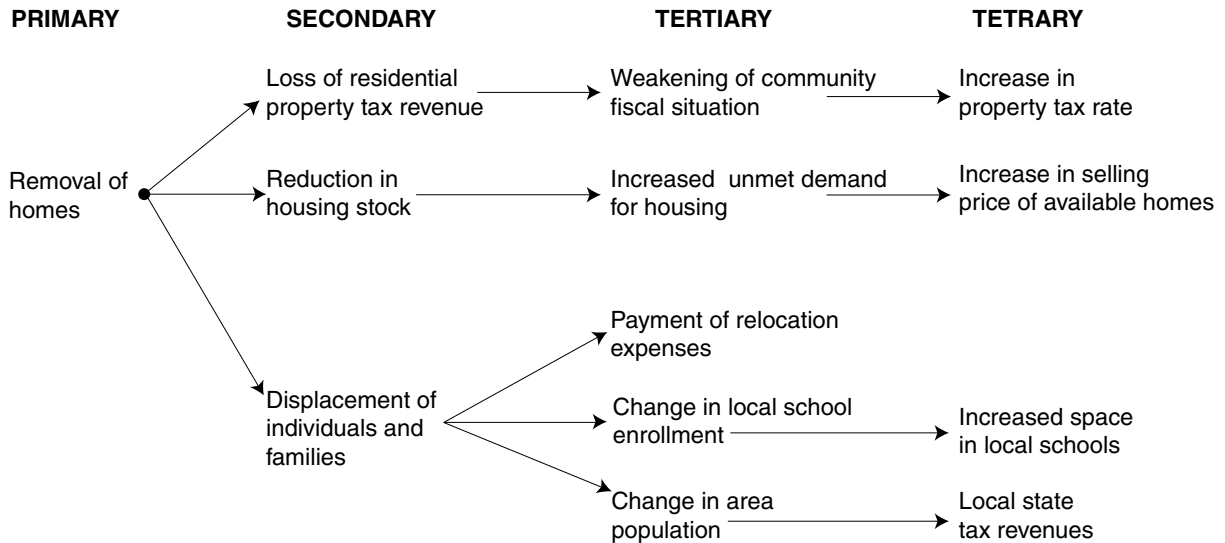 PRIMARY
SECONDARY
TERTIARY
TETRARY
Loss of residential
property tax revenue
Weakening of community
fiscal situation
Increase in
property tax rate
Removal of
homes
Reduction in
housing stock
Increased unmet demand
for housing
Increase in selling
price of available homes
Displacement of
individuals and
families
Payment of relocation
expenses
Change in local school
enrollment
Increased space
in local schools
Change in area
population
Local state
tax revenues